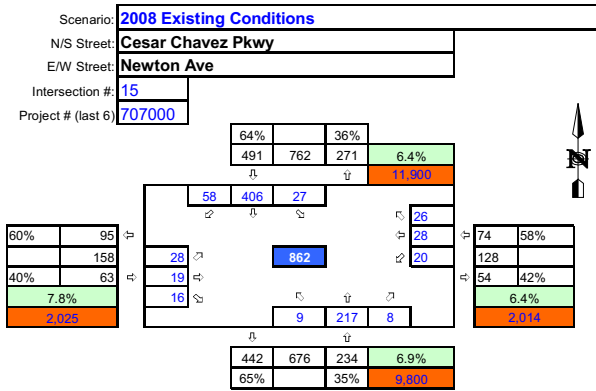 Scenario: 2008 Existing Conditions
N/S Street: Cesar Chavez Pkwy
E/W Street: Newton Ave
Intersection #: 15
Project # (last 6) 707000
64% 36%
491 762 271 6.4%
⇩ ⇧ 11,900
N
58 406 27
⬃ ⇩ ⬂
⬁ 26
60% 95 ⇦ ⇦ 28 ⇦ 74 58%
158 28 ⬀ 862 ⬃ 20 128
40% 63 ⇨ 19 ⇨ ⇨ 54 42%
7.8% 16 ⬂ ⬁ ⇧ ⬀ 6.4%
2,025 9 217 8 2,014
⇩ ⇧
442 676 234 6.9%
65% 35% 9,800